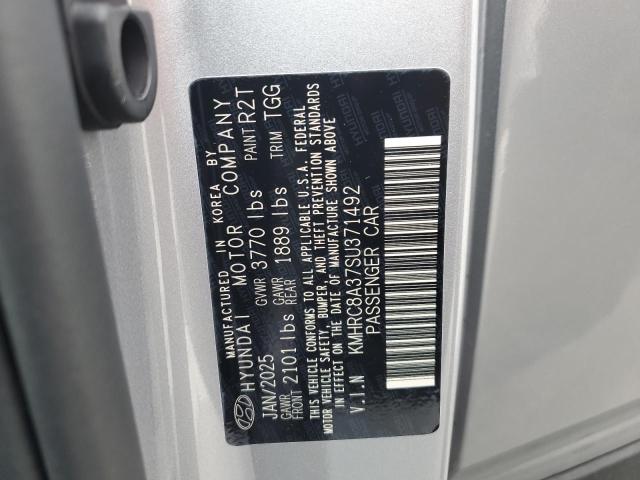 MANUFACTURED IN KOREA BY
HYUNDAI MOTOR COMPANY
JAN/2025 GVWR 3770 lbs PAINT R2T
GAWR FRONT 2101 lbs GAWR REAR 1889 lbs TRIM TGG
THIS VEHICLE CONFORMS TO ALL APPLICABLE U.S.A. FEDERAL
MOTOR VEHICLE SAFETY, BUMPER, AND THEFT PREVENTION STANDARDS
IN EFFECT ON THE DATE OF MANUFACTURE SHOWN ABOVE
V.I.N KMHRC8A37SU371492
PASSENGER CAR